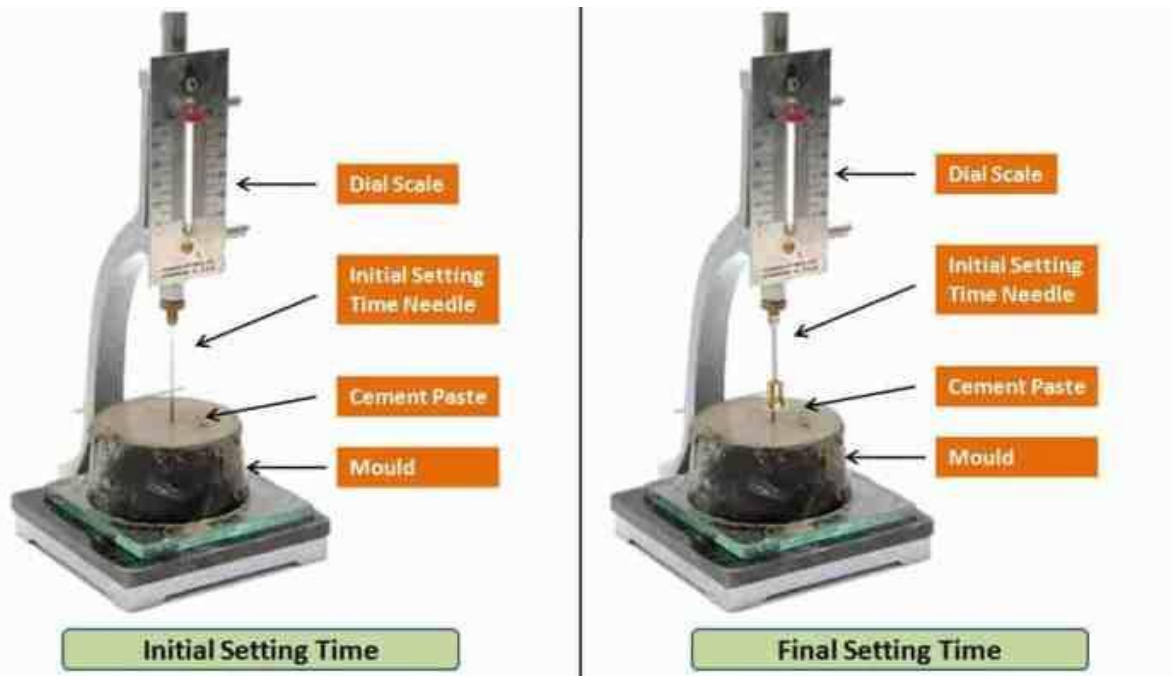 Dial Scale
Initial Setting
Time Needle
Cement Paste
Mould
Initial Setting Time
Dial Scale
Initial Setting
Time Needle
Cement Paste
Mould
Final Setting Time